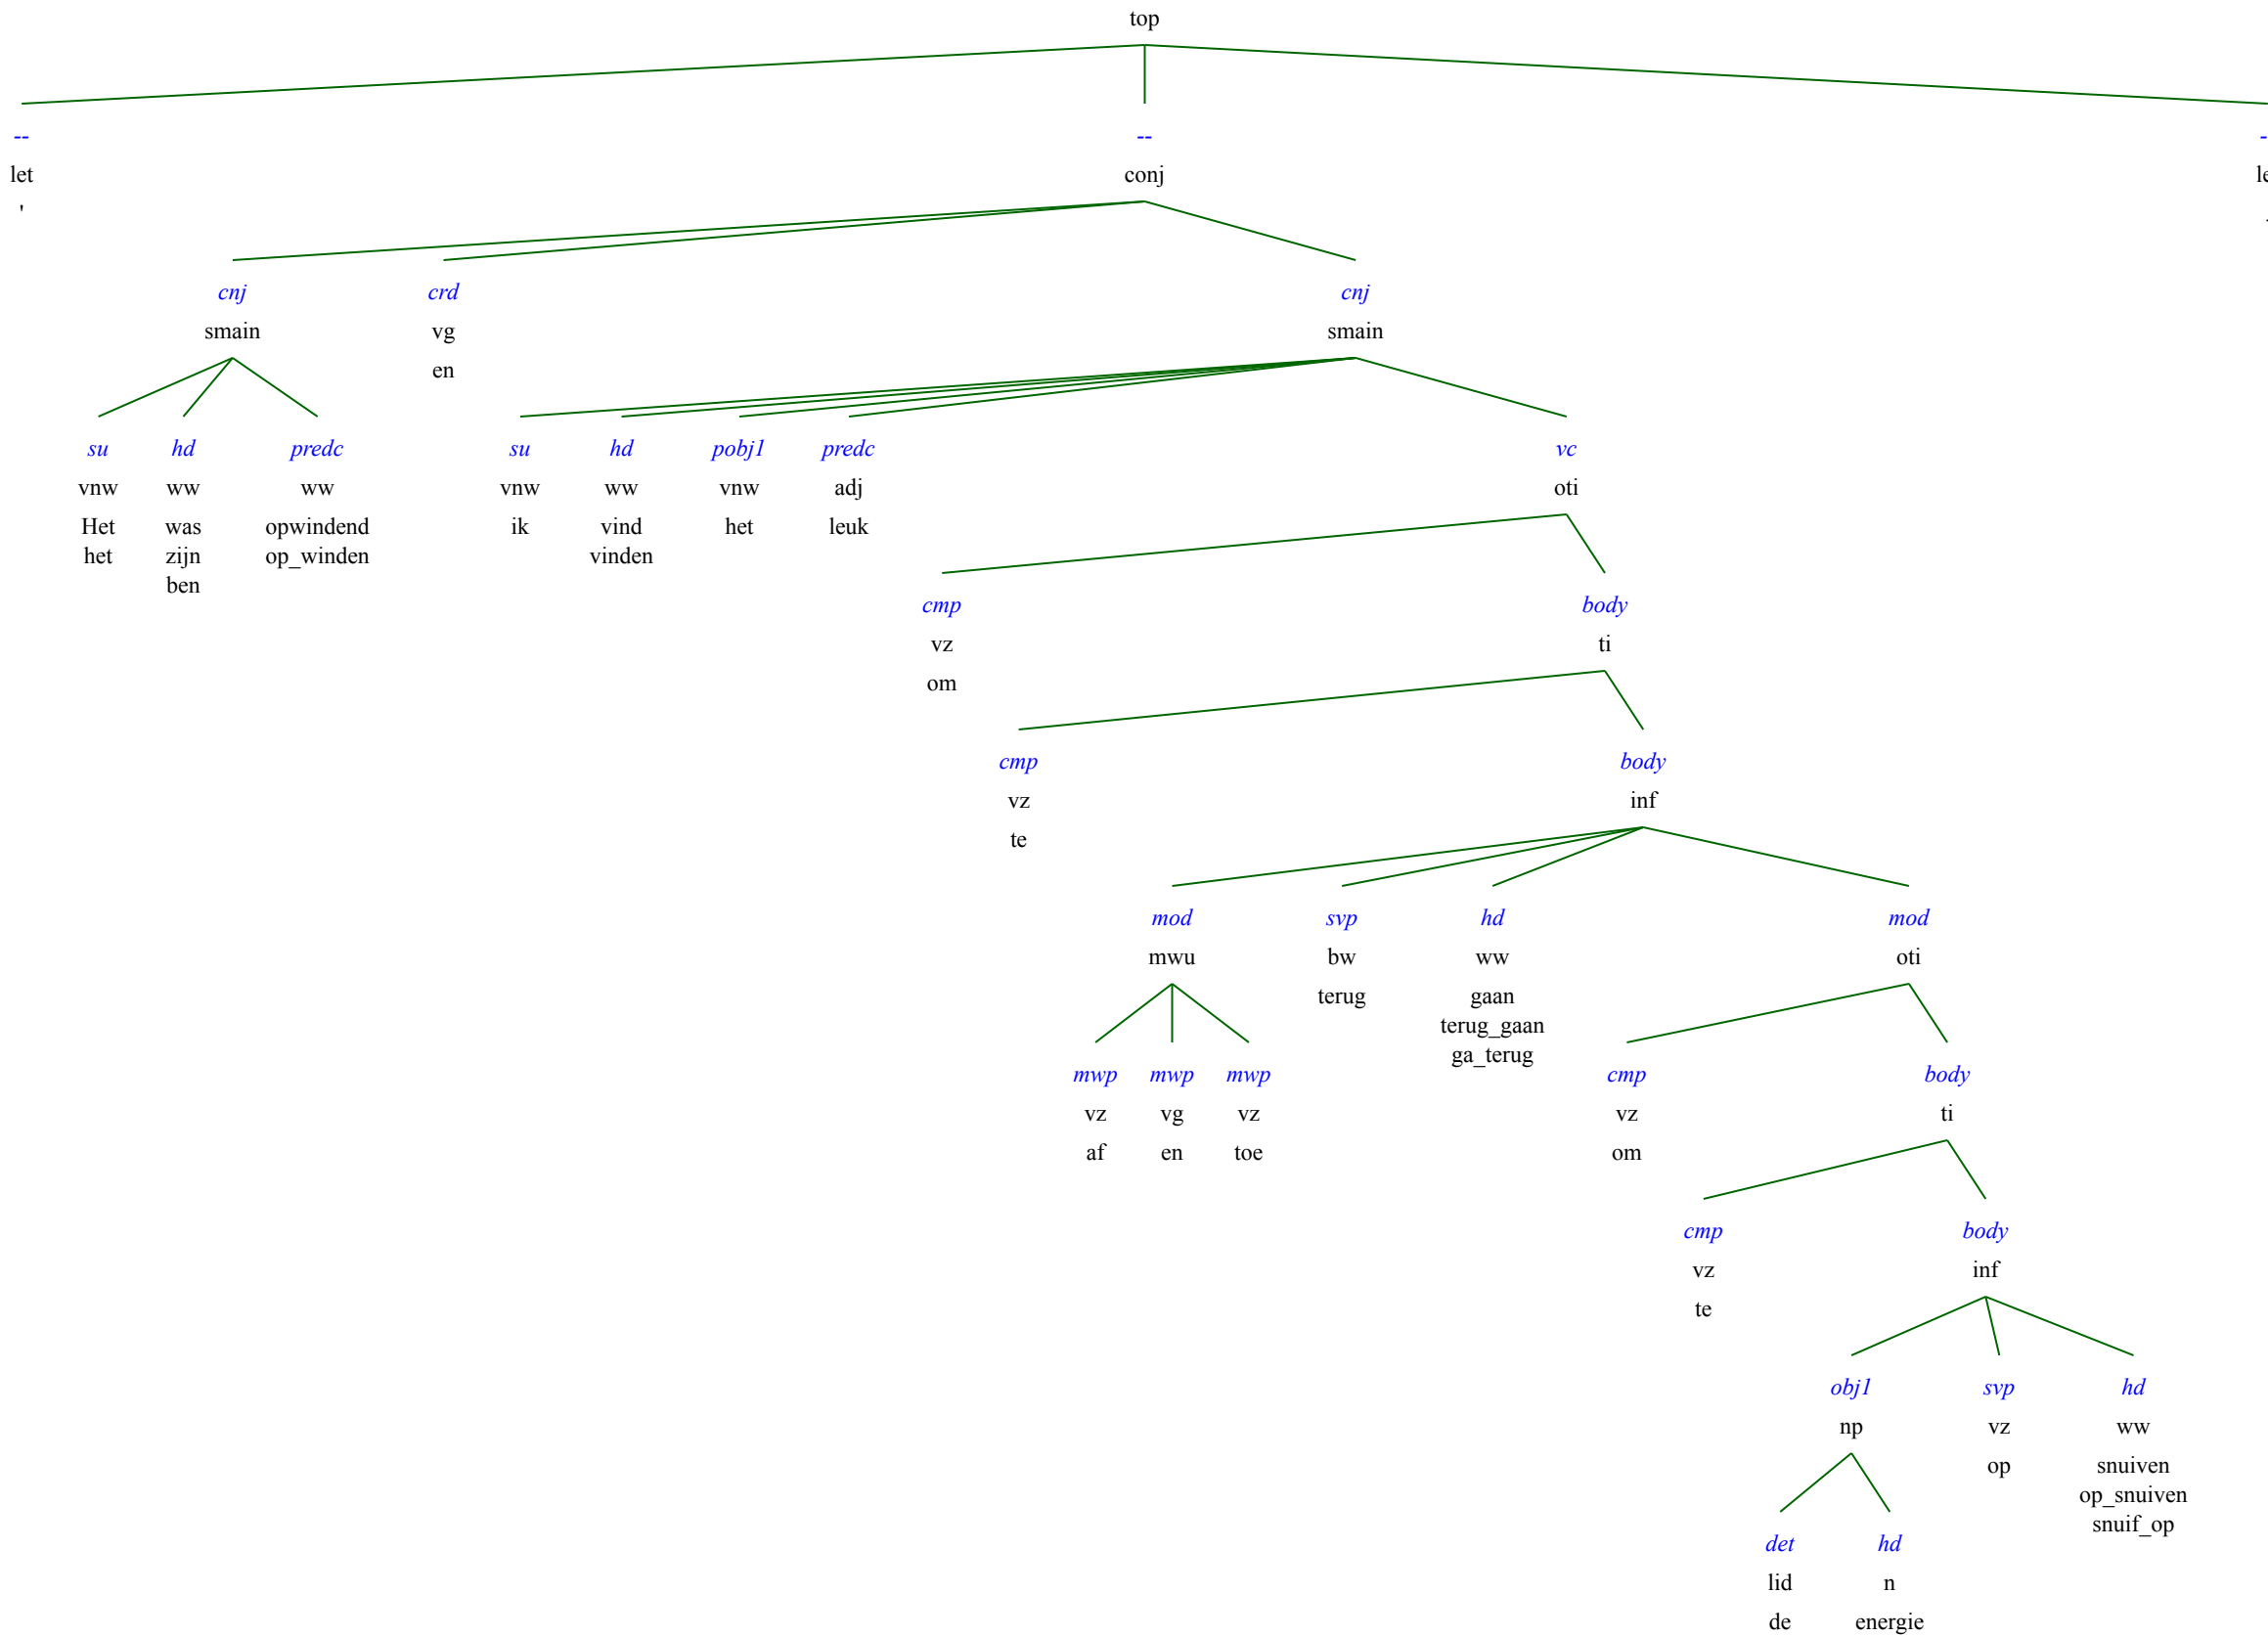 top
-- -- -
let conj le
' .
cnj crd cnj
smain vg smain
en
su hd predc su hd pobj1 predc vc
vnw ww ww vnw ww vnw adj oti
Het was opwindend ik vind het leuk
het zijn op_winden vinden
ben
cmp body
vz ti
om
cmp body
vz inf
te
mod svp hd mod
mwu bw ww oti
terug gaan
terug_gaan
ga_terug
mwp mwp mwp cmp body
vz vg vz vz ti
af en toe om
cmp body
vz inf
te
obj1 svp hd
np vz ww
op snuiven
op_snuiven
snuif_op
det hd
lid n
de energie